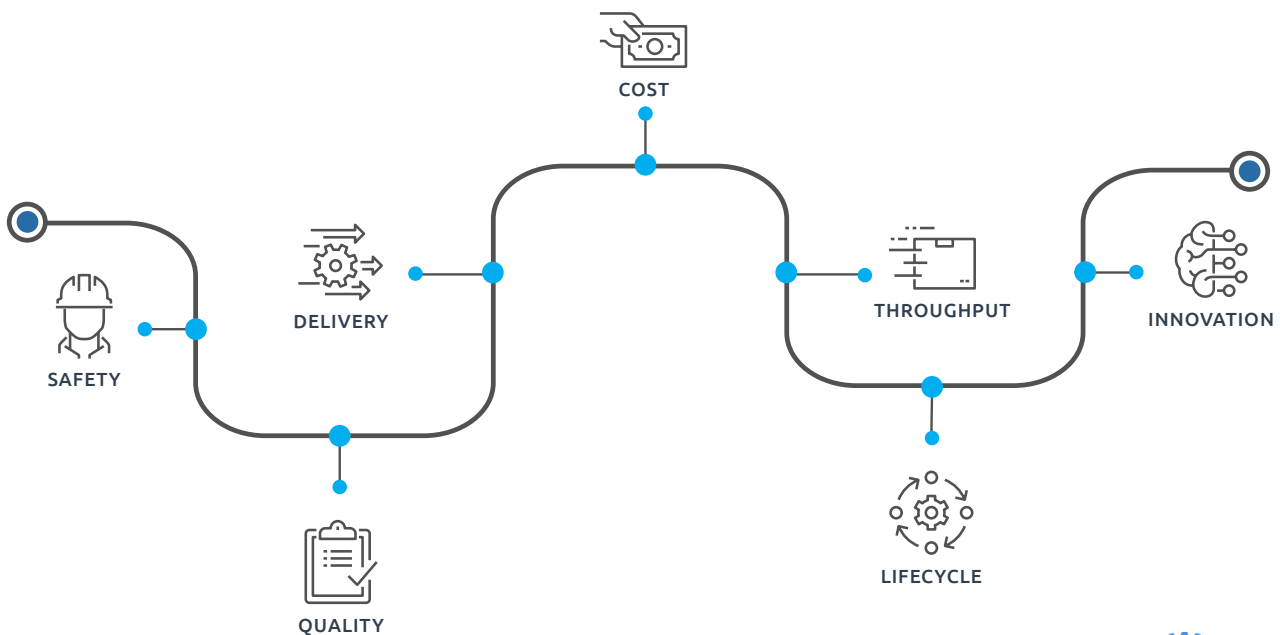 COST
DELIVERY
THROUGHPUT
INNOVATION
SAFETY
LIFECYCLE
QUALITY